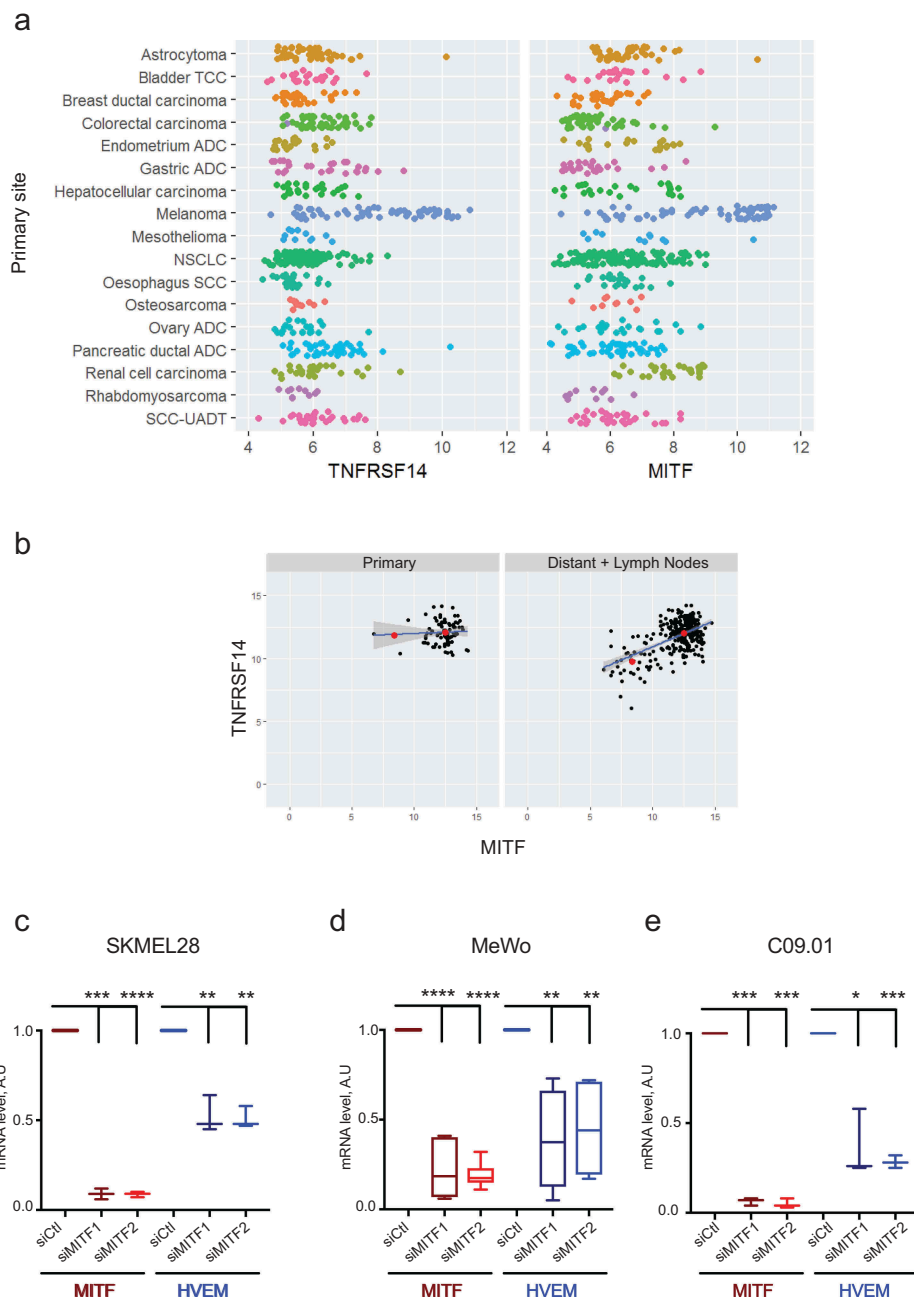 a
Primary site
Astrocytoma
Bladder TCC
Breast ductal carcinoma
Colorectal carcinoma
Endometrium ADC
Gastric ADC
Hepatocellular carcinoma
Melanoma
Mesothelioma
NSCLC
Oesophagus SCC
Osteosarcoma
Ovary ADC
Pancreatic ductal ADC
Renal cell carcinoma
Rhabdomyosarcoma
SCC-UADT
4 6 8 10 12 4 6 8 10 12
TNFRSF14 MITF
b
Primary Distant + Lymph Nodes
TNFRSF14
15
10
5
0
0 5 10 15 0 5 10 15
MITF
c d e
SKMEL28 MeWo C09.01
*** **** ** **
mRNA level, A.U
1.0
0.5
0.0
siCtl siMITF1 siMITF2 siCtl siMITF1 siMITF2
MITF HVEM
**** **** ** **
mRNA level, A.U
1.0
0.5
0.0
siCtl siMITF1 siMITF2 siCtl siMITF1 siMITF2
MITF HVEM
*** *** * ***
mRNA level, A.U
1.0
0.5
0.0
siCtl siMITF1 siMITF2 siCtl siMITF1 siMITF2
MITF HVEM